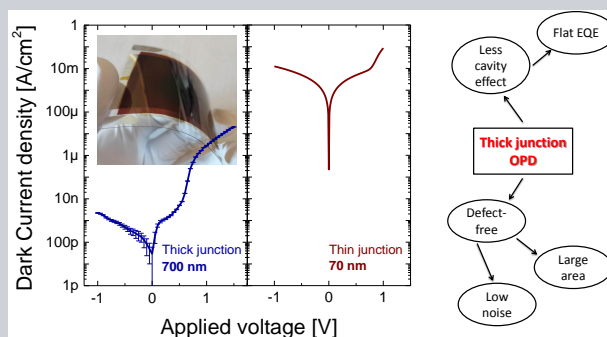 Dark Current density [A/cm²]
1
10m
100µ
1µ
10n
100p
1p
Thick junction
700 nm
Thin junction
70 nm
-1
0
1
-1
0
1
Applied voltage [V]
Flat EQE
Less
cavity
effect
Thick junction
OPD
Defect-
free
Large
area
Low
noise